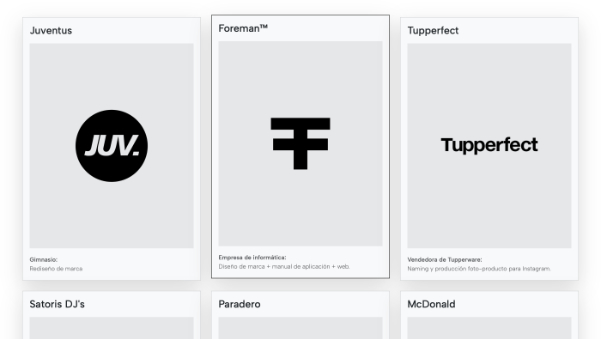 Juventus
JUV.
Gimnasio:
Rediseño de marca
Foreman™
Empresa de informática:
Diseño de marca + manual de aplicación + web.
Tupperfect
Tupperfect
Vendedora de Tupperware:
Naming y producción foto-producto para Instagram.
Satoris DJ's
Paradero
McDonald